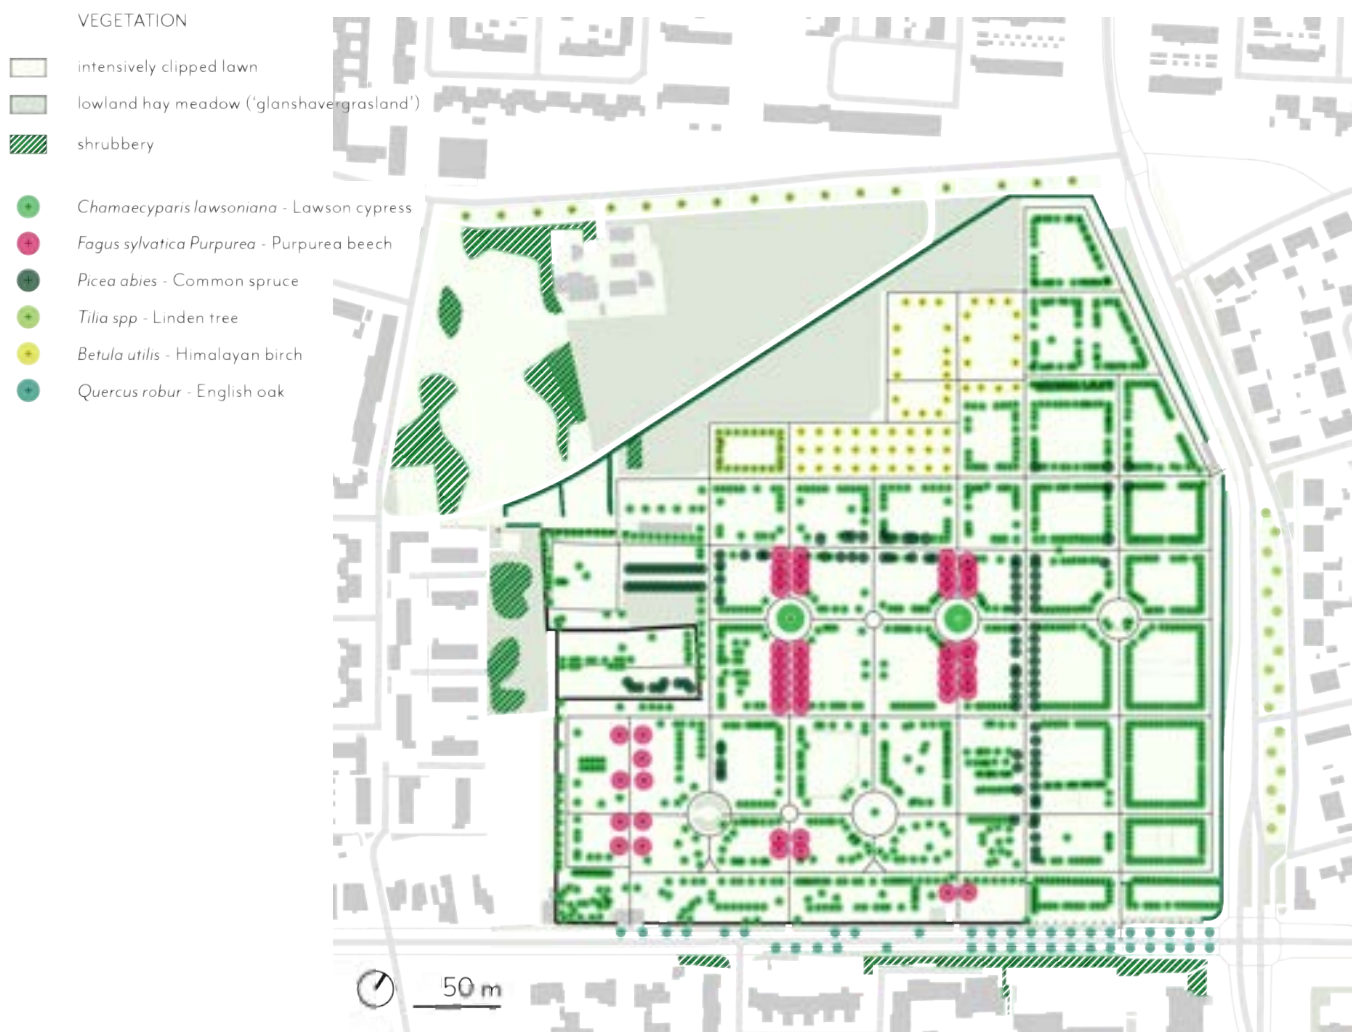 VEGETATION
intensively clipped lawn
lowland hay meadow (‘glanshavergrasland’)
shrubbery
Chamaecyparis lawsoniana - Lawson cypress
Fagus sylvatica Purpurea - Purpurea beech
Picea abies - Common spruce
Tilia spp - Linden tree
Betula utilis - Himalayan birch
Quercus robur - English oak
50 m